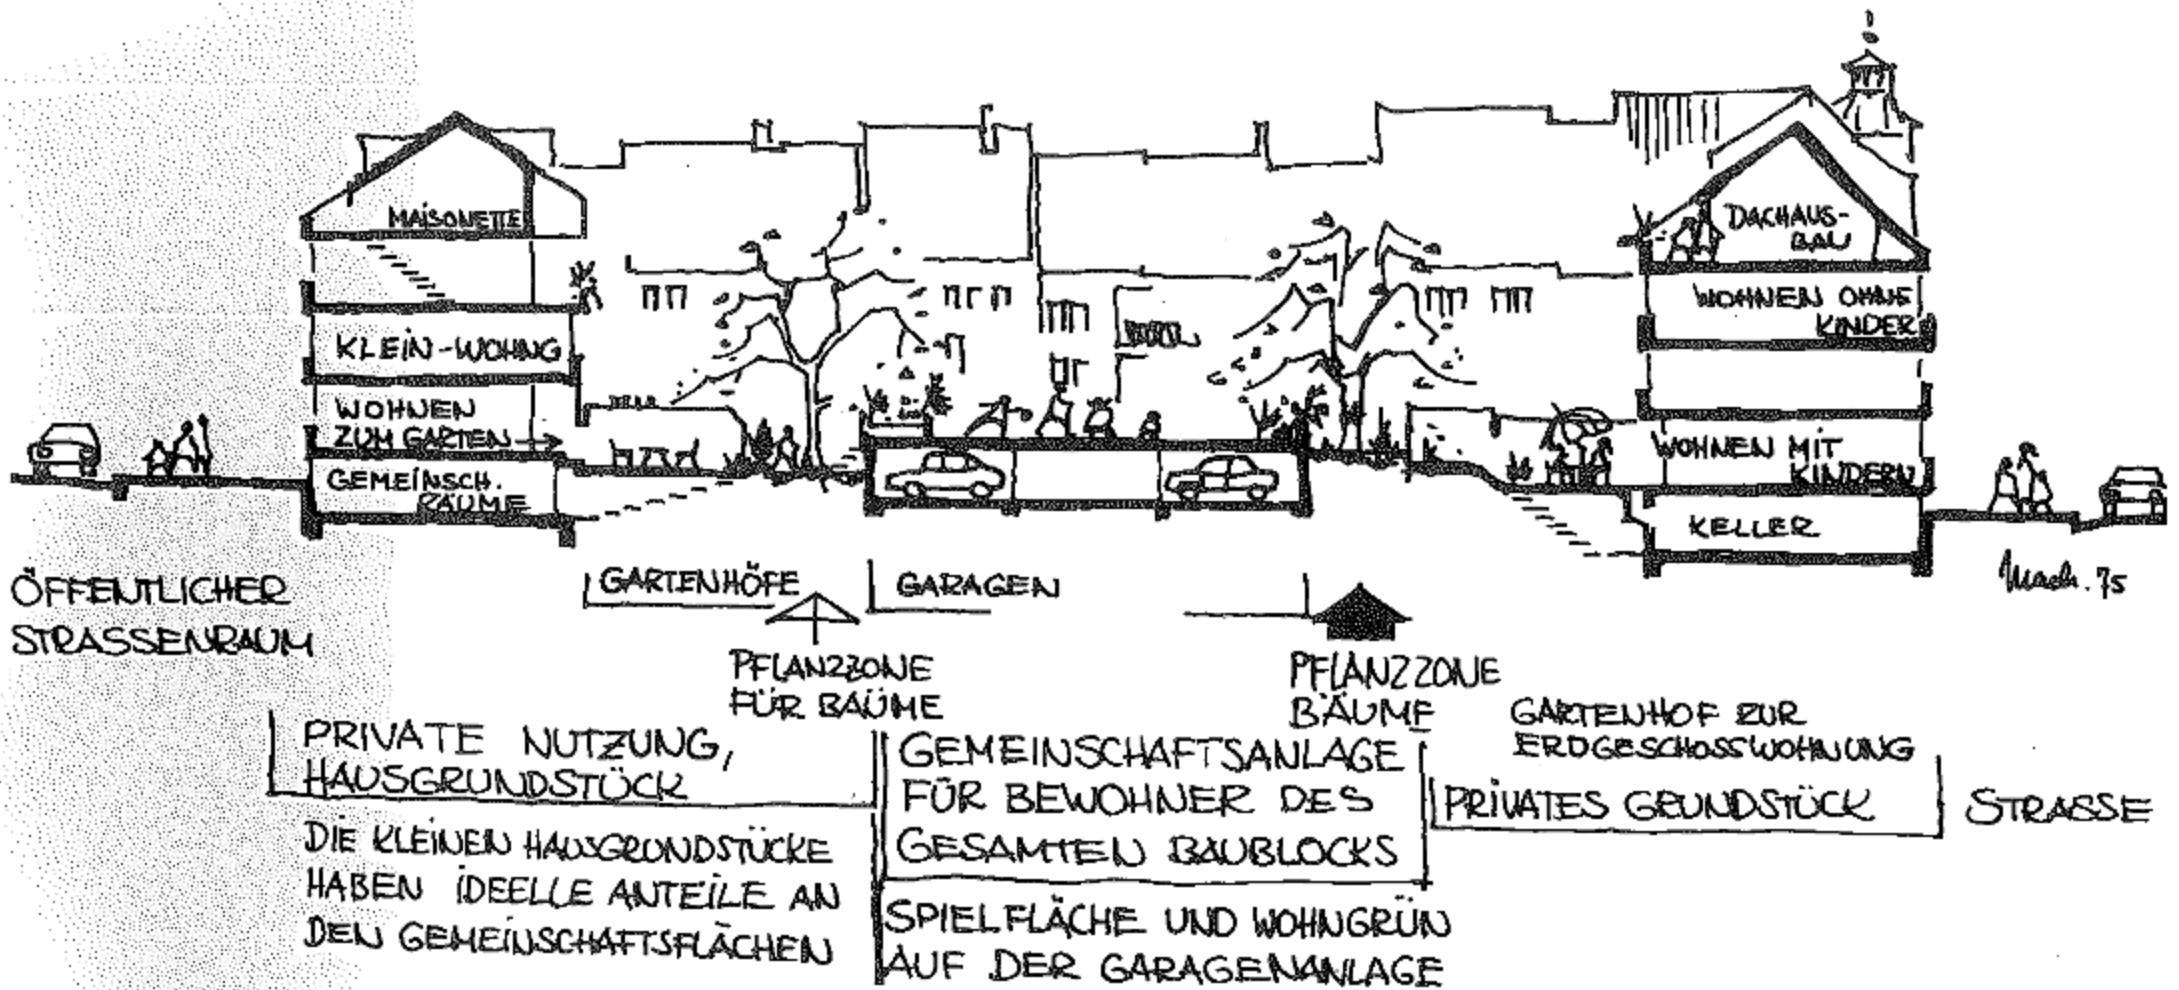 MAISONETTE
KLEIN-WOHNG
WOHNEN
ZUM GARTEN
GEMEINSCH.
RÄUME
DACHAUS-
BAU
WOHNEN OHNE
KINDER
WOHNEN MIT
KINDERN
KELLER
ÖFFENTLICHER
STRASSENRAUM
GARTENHÖFE
GARAGEN
75
PFLANZZONE
FÜR BÄUME
PFLANZZONE
BÄUME
GARTENHOF ZUR
ERDGESCHOSSWOHNUNG
PRIVATE NUTZUNG,
HAUSGRUNDSTÜCK
GEMEINSCHAFTSANLAGE
FÜR BEWOHNER DES
GESAMTEN BAUBLOCKS
PRIVATES GRUNDSTÜCK
STRASSE
DIE KLEINEN HAUSGRUNDSTÜCKE
HABEN IDEELLE ANTEILE AN
DEN GEMEINSCHAFTSFLÄCHEN
SPIELFLÄCHE UND WOHNGRÜN
AUF DER GARAGENANLAGE